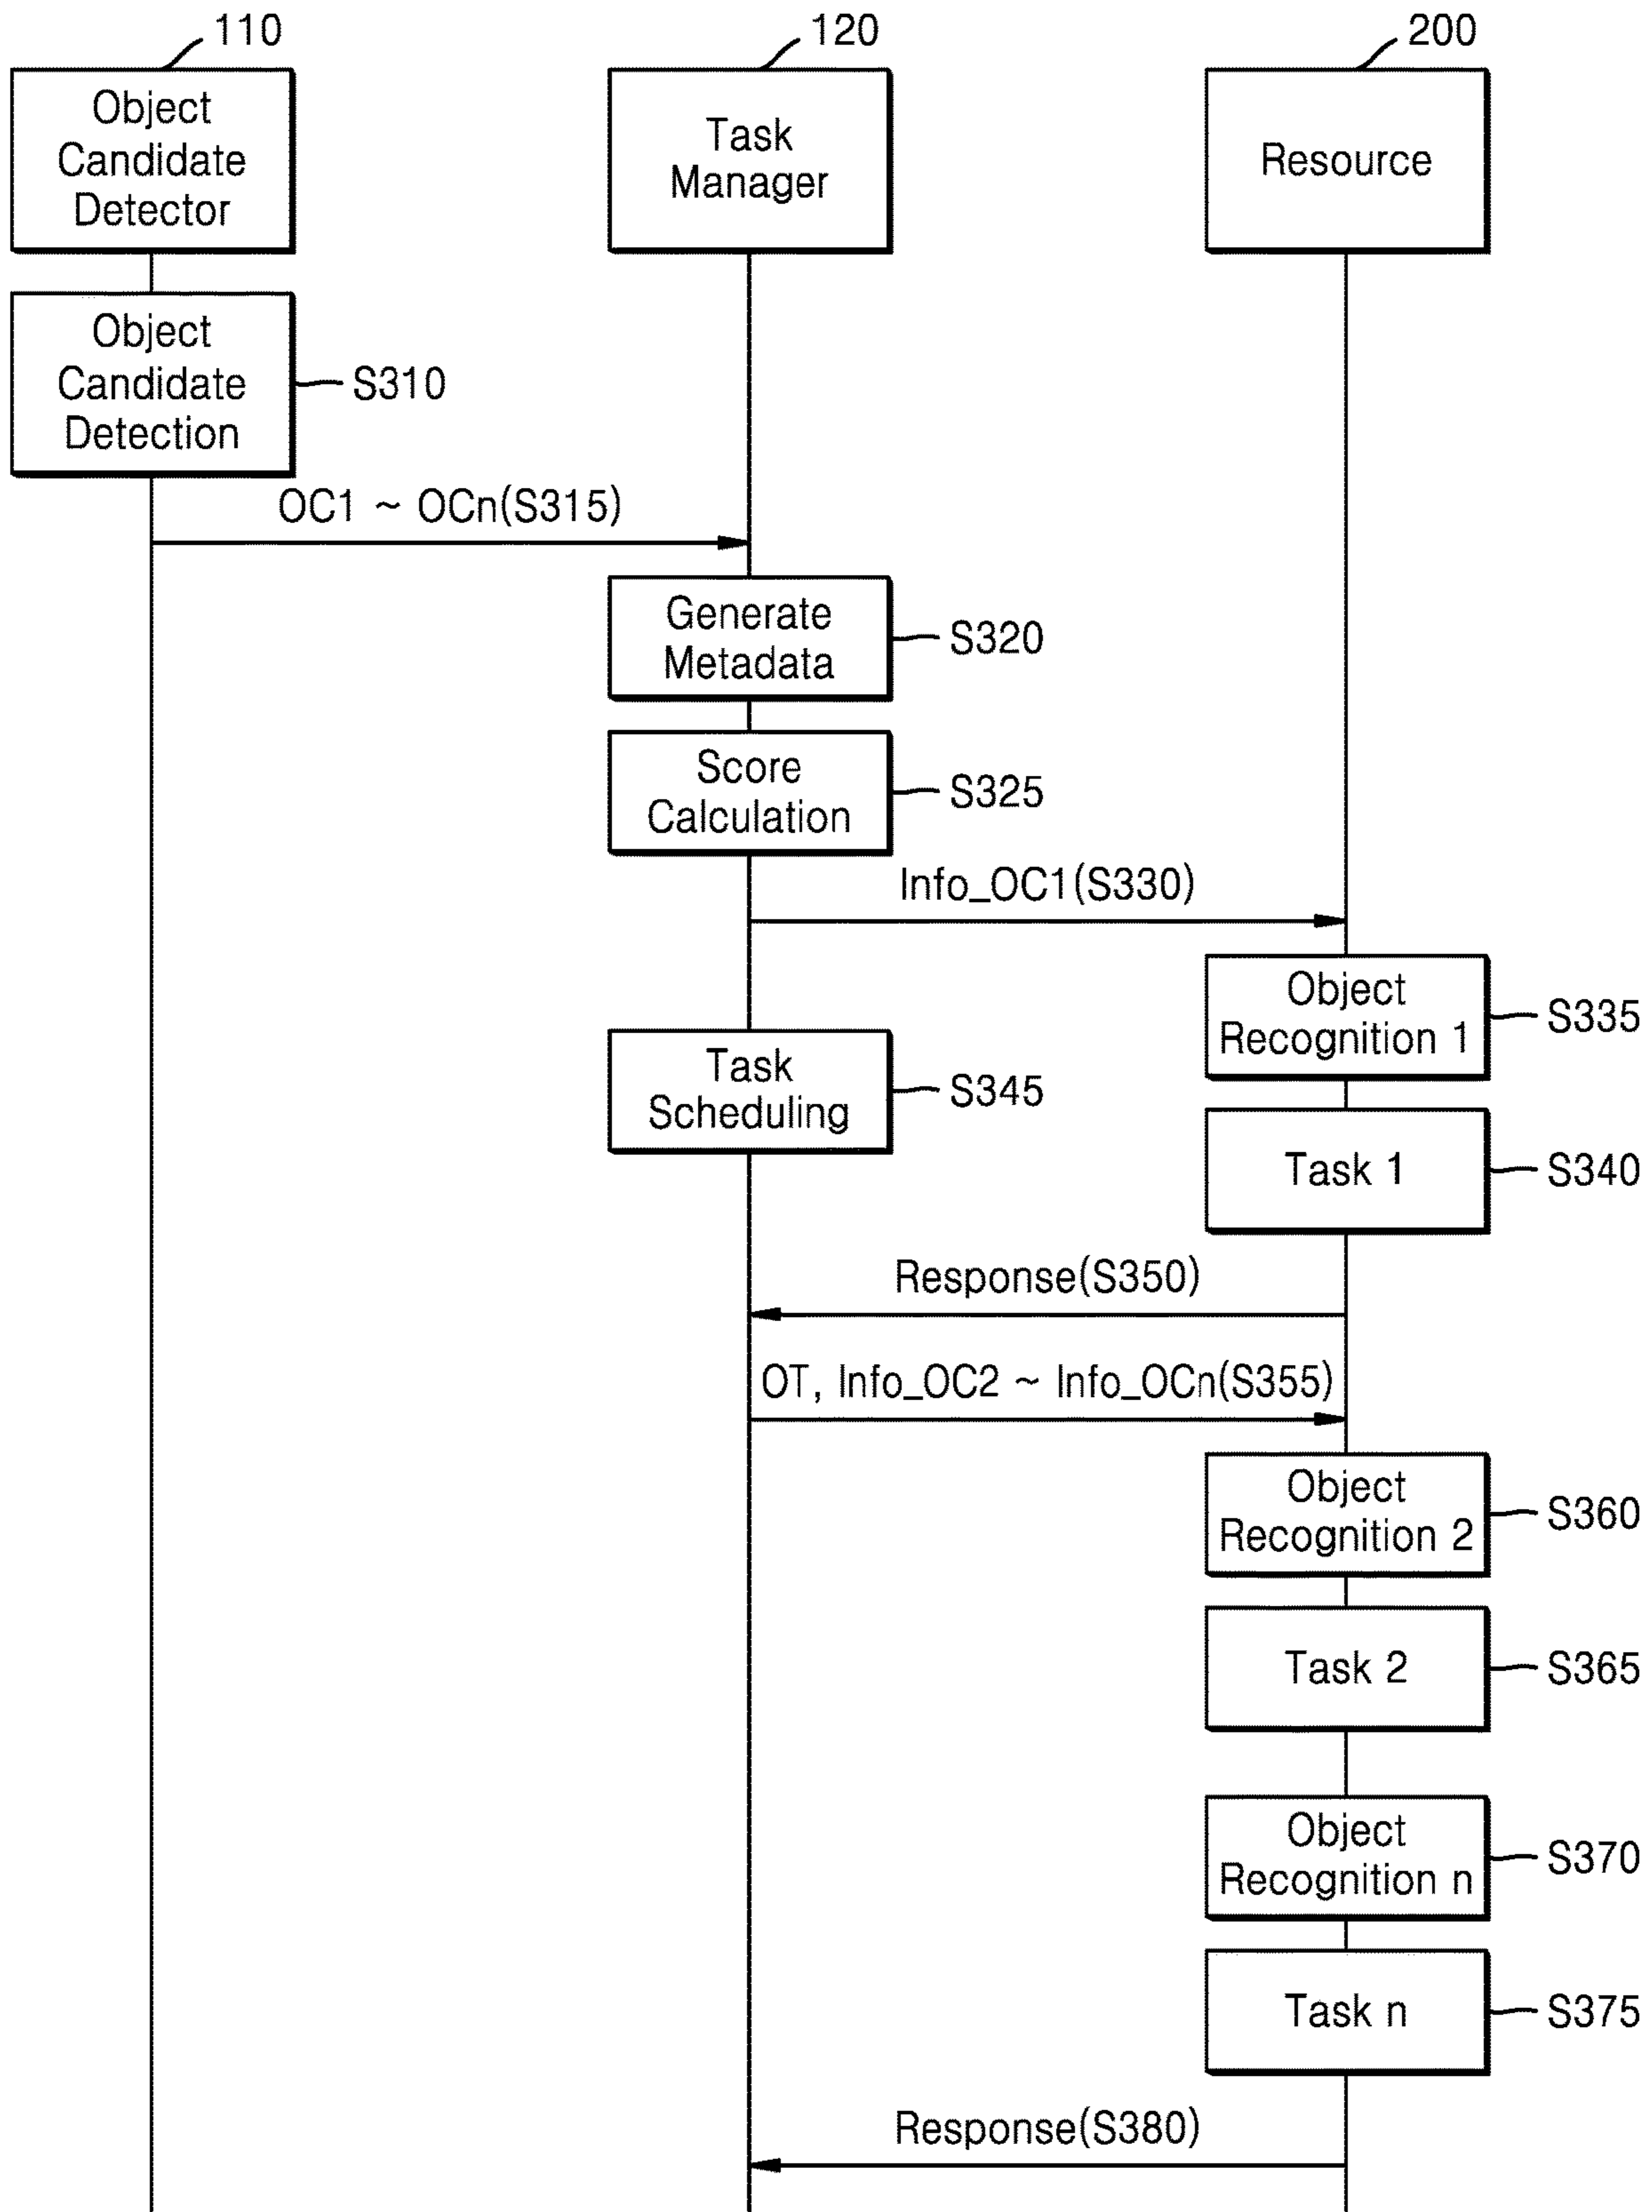 110
120
200
Object
Candidate
Detector
Task
Manager
Resource
Object
Candidate
Detection
S310
OC1 ~ OCn(S315)
Generate
Metadata
S320
Score
Calculation
S325
Info_OC1(S330)
Object
Recognition 1
S335
Task
Scheduling
S345
Task 1
S340
Response(S350)
OT, Info_OC2 ~ Info_OCn(S355)
Object
Recognition 2
S360
Task 2
S365
Object
Recognition n
S370
Task n
S375
Response(S380)